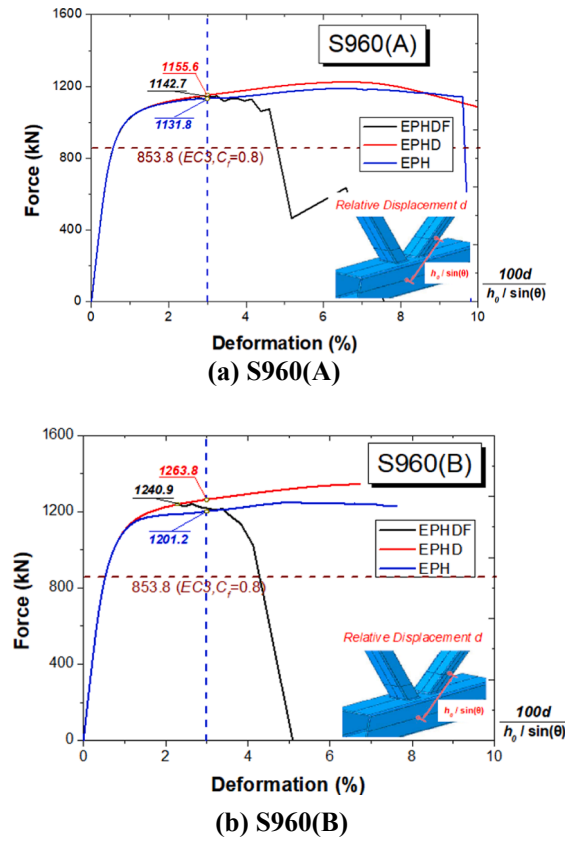 1600
S960(A)
1155.6
1142.7
1200
1131.8
EPHDF
EPHD
EPH
800
853.8 (EC3,Cf=0.8)
Force (kN)
400
Relative Displacement d
h0 / sin(θ)
0
0 2 4 6 8 10
100d
h0 / sin(θ)
Deformation (%)
(a) S960(A)
1600
S960(B)
1263.8
1240.9
1200
1201.2
EPHDF
EPHD
EPH
800
853.8 (EC3,Cf=0.8)
Force (kN)
400
Relative Displacement d
h0 / sin(θ)
0
0 2 4 6 8 10
100d
h0 / sin(θ)
Deformation (%)
(b) S960(B)